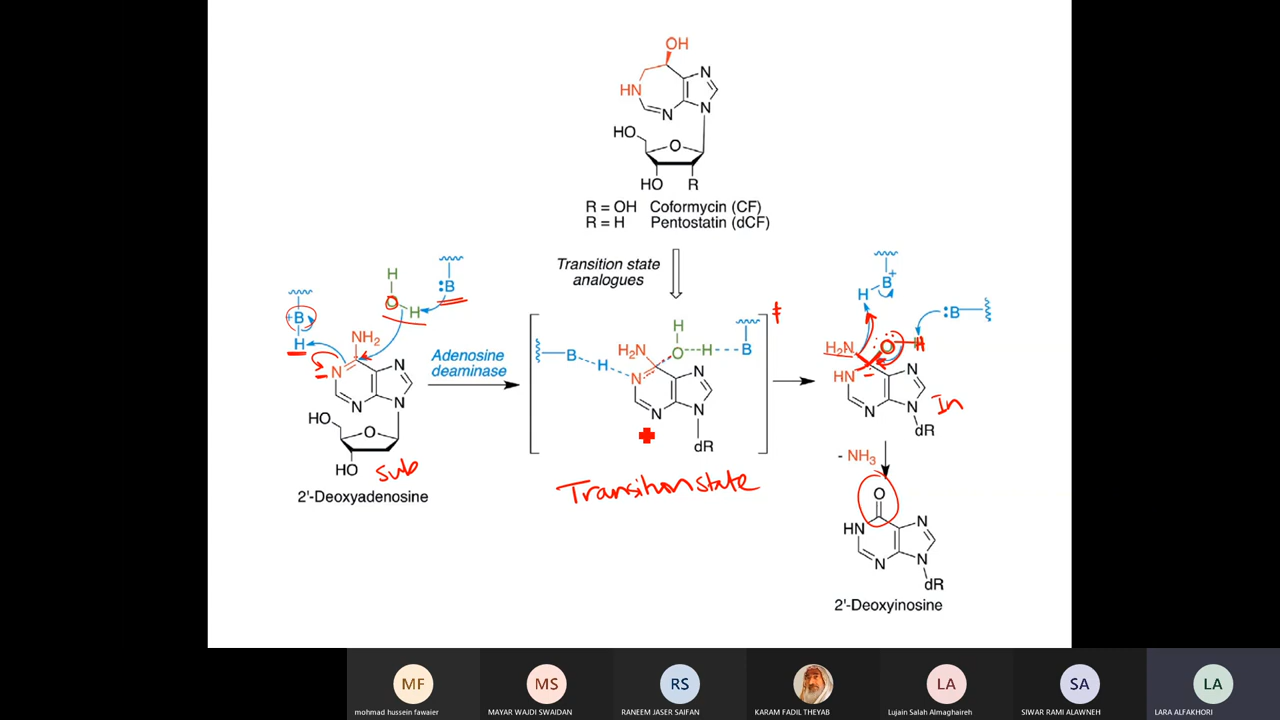 OH
N
HN
N
N
HO
O
HO
R
R = OH Coformycin (CF)
R = H Pentostatin (dCF)
Transition state
analogues
H
O
H
:B
+B
H
NH2
N
N
N
N
HO
O
HO
Sub
2'-Deoxyadenosine
Adenosine
deaminase
B
H
H2N
H
O
H
B
N
N
N
N
dR
‡
Transition state
B+
H
:B
H2N
O
H
HN
N
N
N
dR
In
- NH3
O
HN
N
N
N
dR
2'-Deoxyinosine
MF
MS
RS
LA
SA
LA
mohmad hussein fawaier
MAYAR WAJDI SWAIDAN
RANEEM JASER SAIFAN
KARAM FADIL THEYAB
Lujain Salah Almaghaireh
SIWAR RAMI ALAWNEH
LARA ALFAKHORI